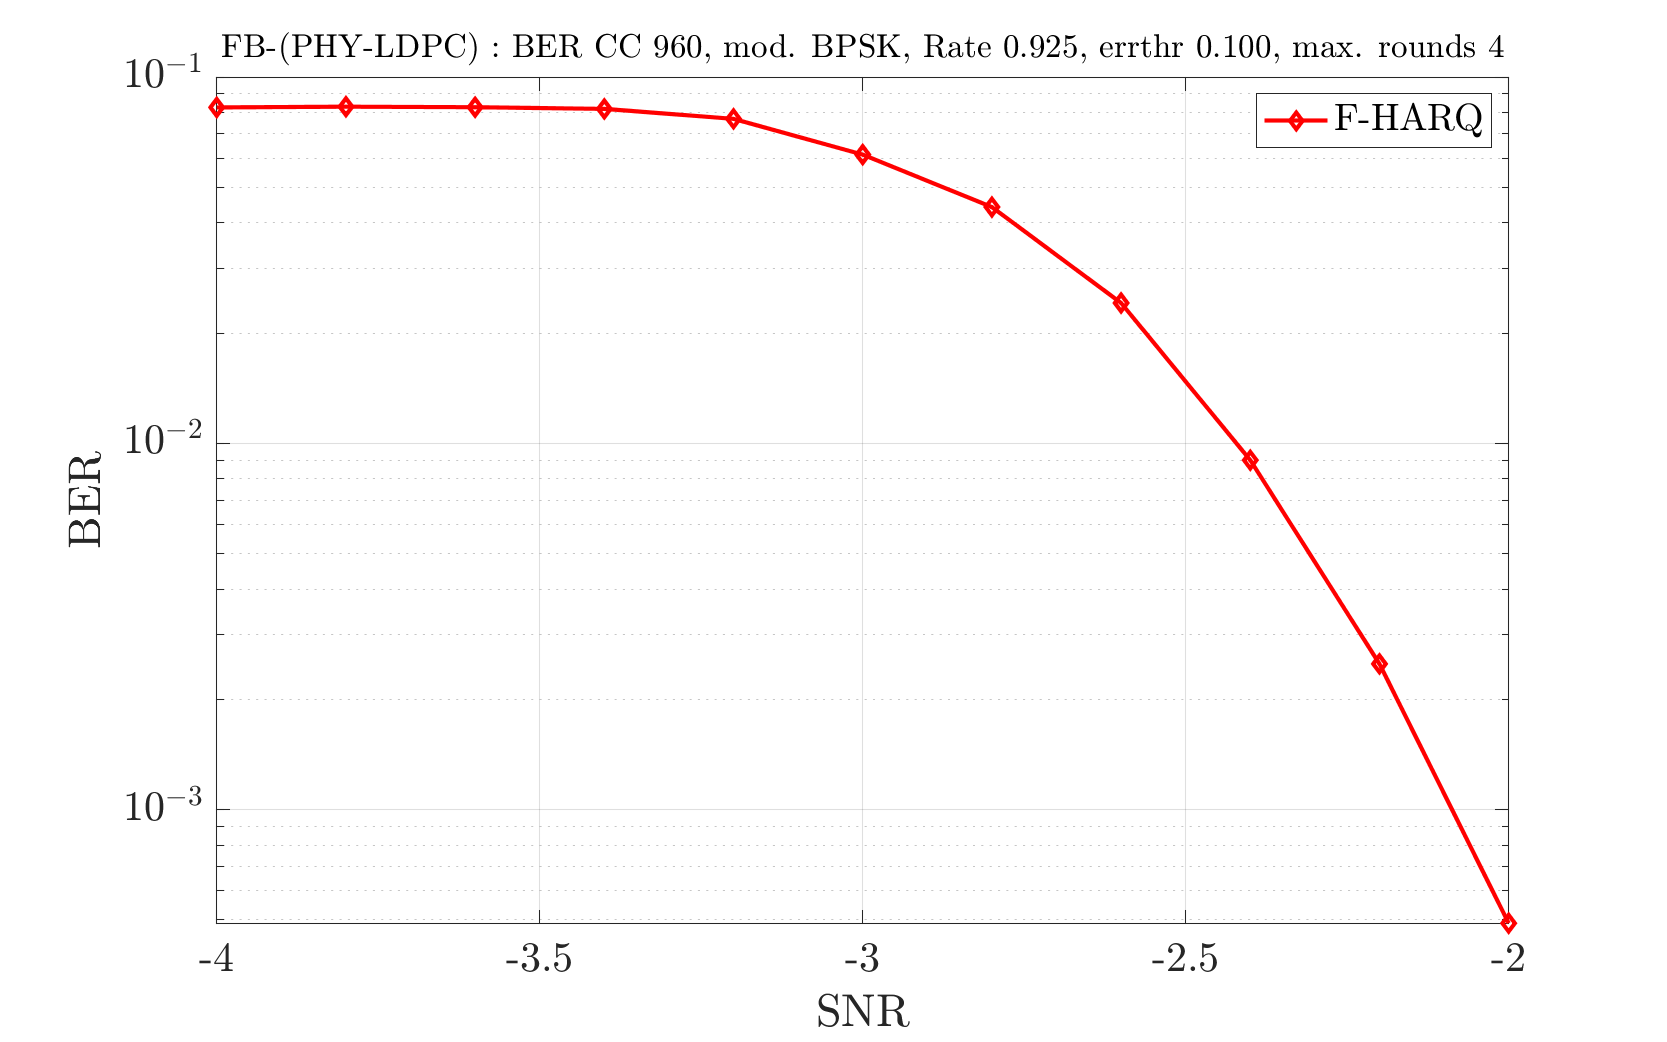 FB-(PHY-LDPC) : BER CC 960, mod. BPSK, Rate 0.925, errthr 0.100, max. rounds 4
10⁻¹
F-HARQ
10⁻²
BER
10⁻³
-4 -3.5 -3 -2.5 -2
SNR